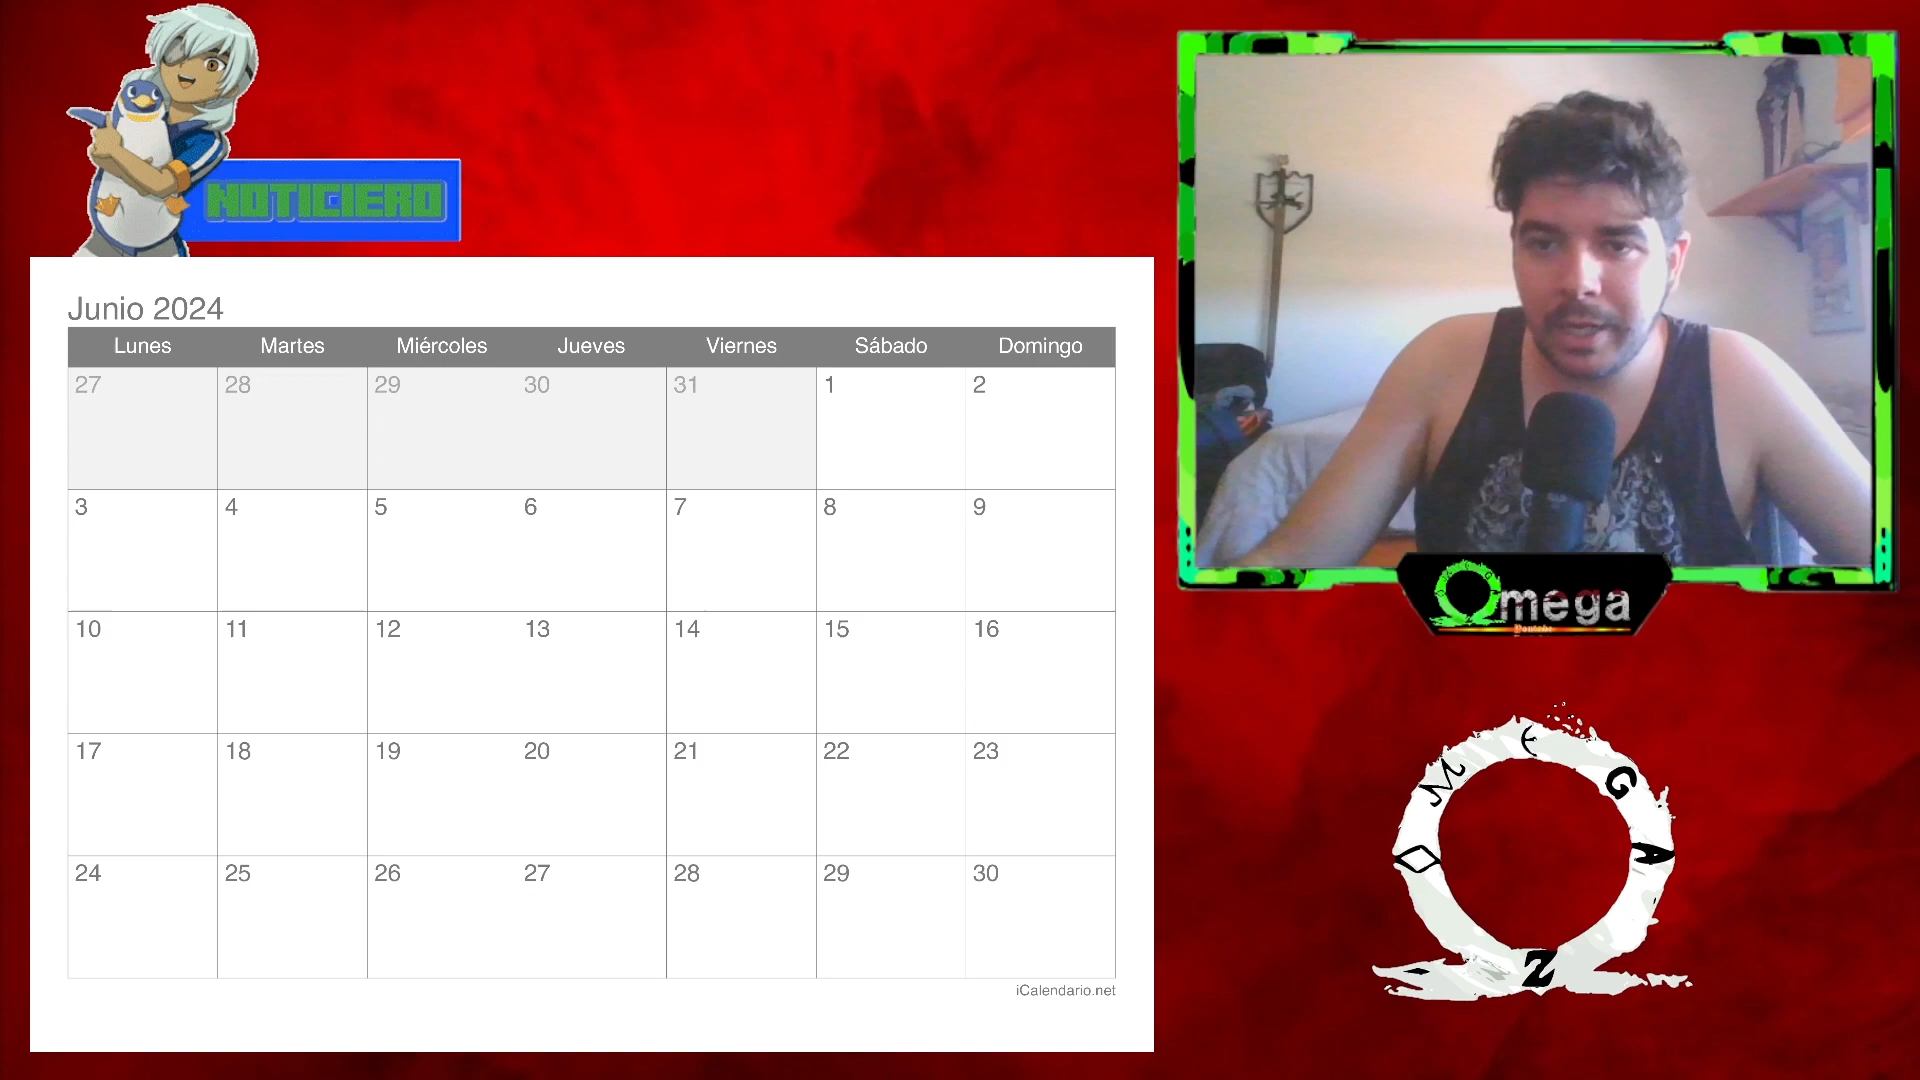 NOTICIERO
Junio 2024
Lunes Martes Miércoles Jueves Viernes Sábado Domingo
27 28 29 30 31 1 2
3 4 5 6 7 8 9
10 11 12 13 14 15 16
17 18 19 20 21 22 23
24 25 26 27 28 29 30
iCalendario.net
Ωmega
Youtube
OMEGA
Z